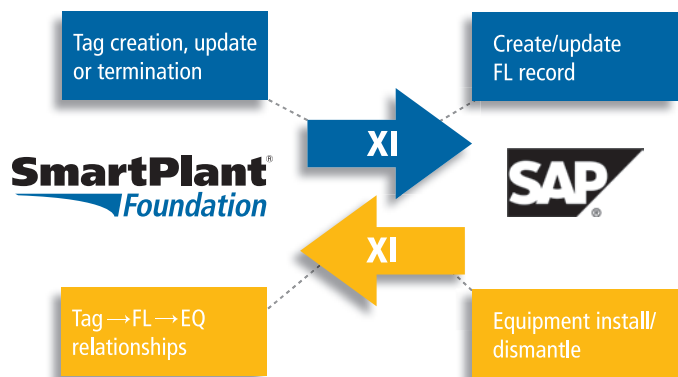 Tag creation, update
or termination
Create/update
FL record
XI
SmartPlant®
Foundation
SAP®
XI
Tag→FL→EQ
relationships
Equipment install/
dismantle